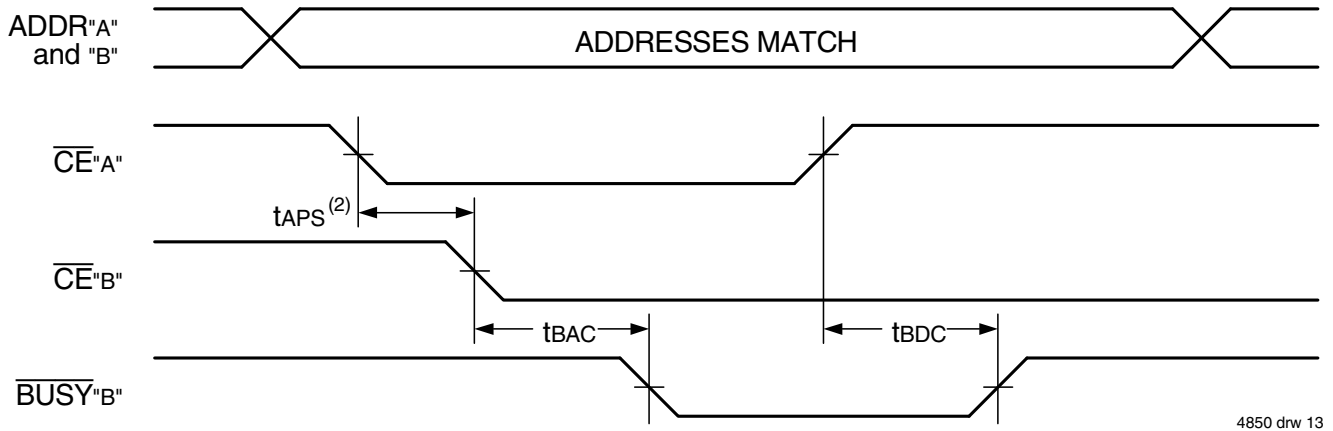 ADDR"A"
and "B"
ADDRESSES MATCH
CE"A"
tAPS(2)
CE"B"
tBAC
tBDC
BUSY"B"
4850 drw 13